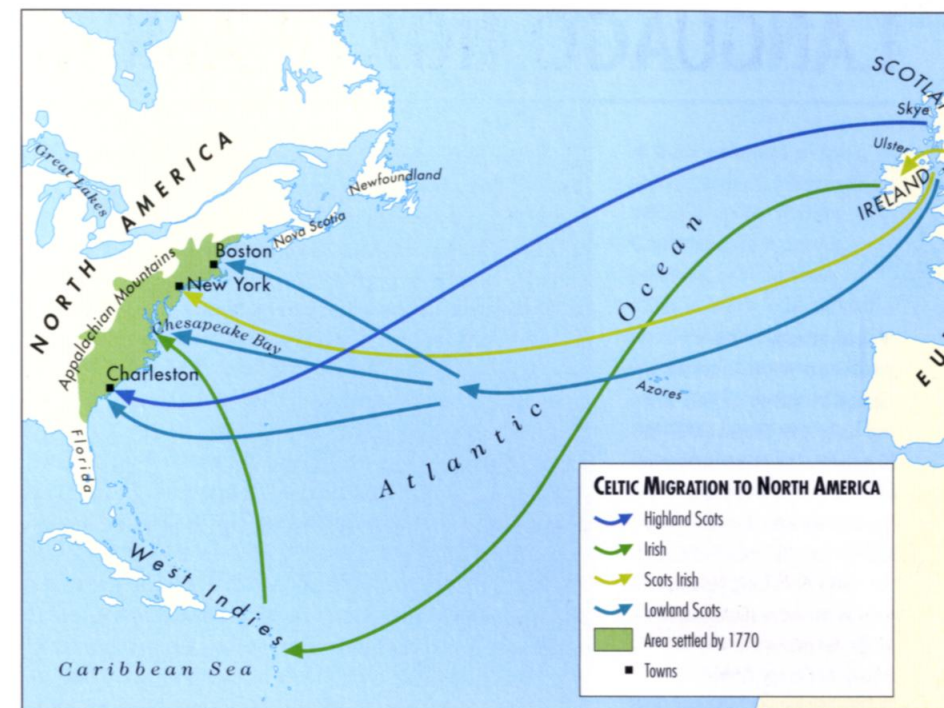 SCOTLA
Skye
Ulster
IRELAND
Great Lakes
NORTH AMERICA
Newfoundland
Nova Scotia
Boston
New York
Appalachian Mountains
Chesapeake Bay
Charleston
Florida
Atlantic Ocean
Azores
EU
West Indies
Caribbean Sea
CELTIC MIGRATION TO NORTH AMERICA
Highland Scots
Irish
Scots Irish
Lowland Scots
Area settled by 1770
Towns